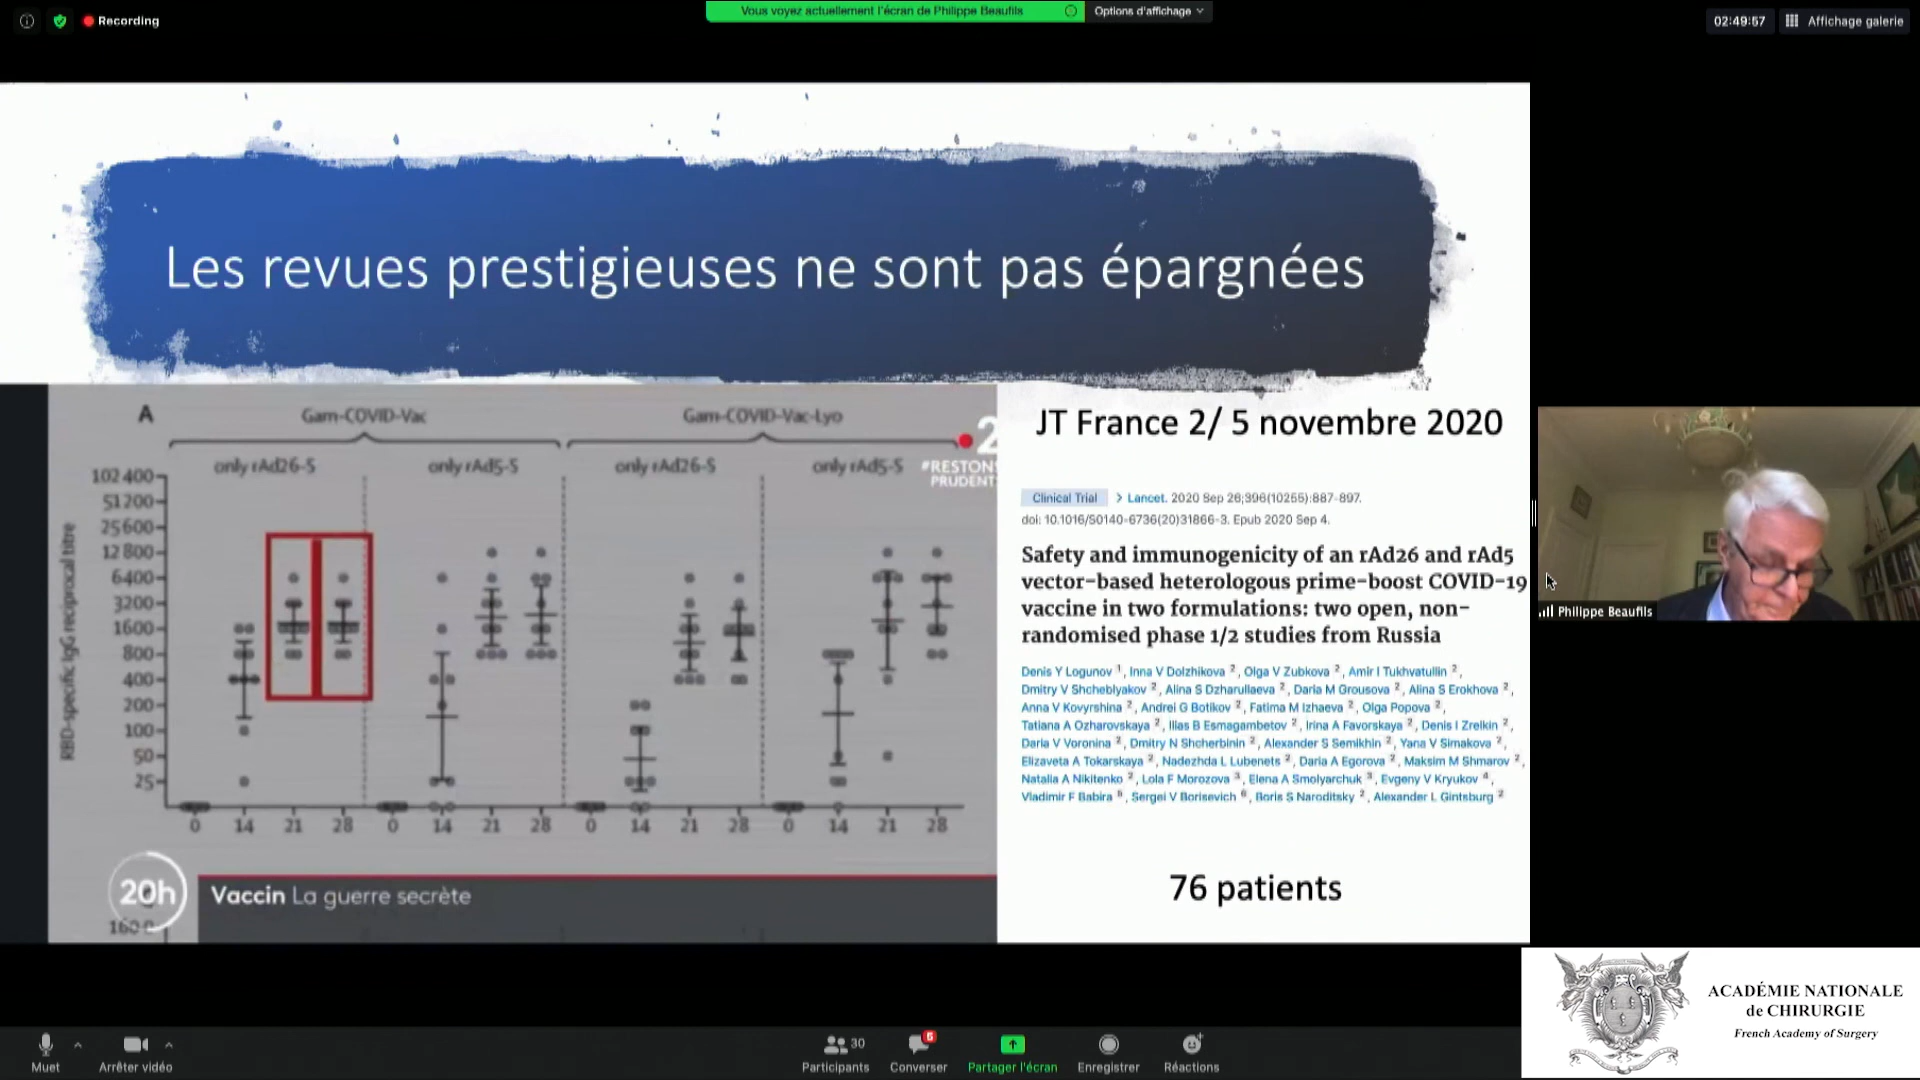 Recording
Vous voyez actuellement l'écran de Philippe Beaufils
Options d'affichage
02:49:57
Affichage galerie
Les revues prestigieuses ne sont pas épargnées
A
Gam-COVID-Vac
Gam-COVID-Vac-Lyo
2
only rAd26-S
only rAd5-S
only rAd26-S
only rAd5-S
#RESTONS
PRUDENT
RBD-specific IgG reciprocal titre
102400
51200
25600
12800
6400
3200
1600
800
400
200
100
50
25
0 14 21 28 0 14 21 28 0 14 21 28 0 14 21 28
20h
Vaccin La guerre secrète
JT France 2/ 5 novembre 2020
Clinical Trial > Lancet. 2020 Sep 26;396(10255):887-897.
doi: 10.1016/S0140-6736(20)31866-3. Epub 2020 Sep 4.
Safety and immunogenicity of an rAd26 and rAd5
vector-based heterologous prime-boost COVID-19
vaccine in two formulations: two open, non-
randomised phase 1/2 studies from Russia
Denis Y Logunov 1, Inna V Dolzhikova 2, Olga V Zubkova 2, Amir I Tukhvatullin 2,
Dmitry V Shcheblyakov 2, Alina S Dzharullaeva 2, Daria M Grousova 2, Alina S Erokhova 2,
Anna V Kovyrshina 2, Andrei G Botikov 2, Fatima M Izhaeva 2, Olga Popova 2,
Tatiana A Ozharovskaya 2, Ilias B Esmagambetov 2, Irina A Favorskaya 2, Denis I Zrelkin 2,
Daria V Voronina 2, Dmitry N Shcherbinin 2, Alexander S Semikhin 2, Yana V Simakova 2,
Elizaveta A Tokarskaya 2, Nadezhda L Lubenets 2, Daria A Egorova 2, Maksim M Shmarov 2,
Natalia A Nikitenko 2, Lola F Morozova 3, Elena A Smolyarchuk 3, Evgeny V Kryukov 4,
Vladimir F Babira 5, Sergei V Borisevich 6, Boris S Naroditsky 2, Alexander L Gintsburg 2
76 patients
Philippe Beaufils
ACADÉMIE NATIONALE
de CHIRURGIE
French Academy of Surgery
Muet
Arrêter vidéo
30
Participants
6
Converser
Partager l'écran
Enregistrer
Réactions